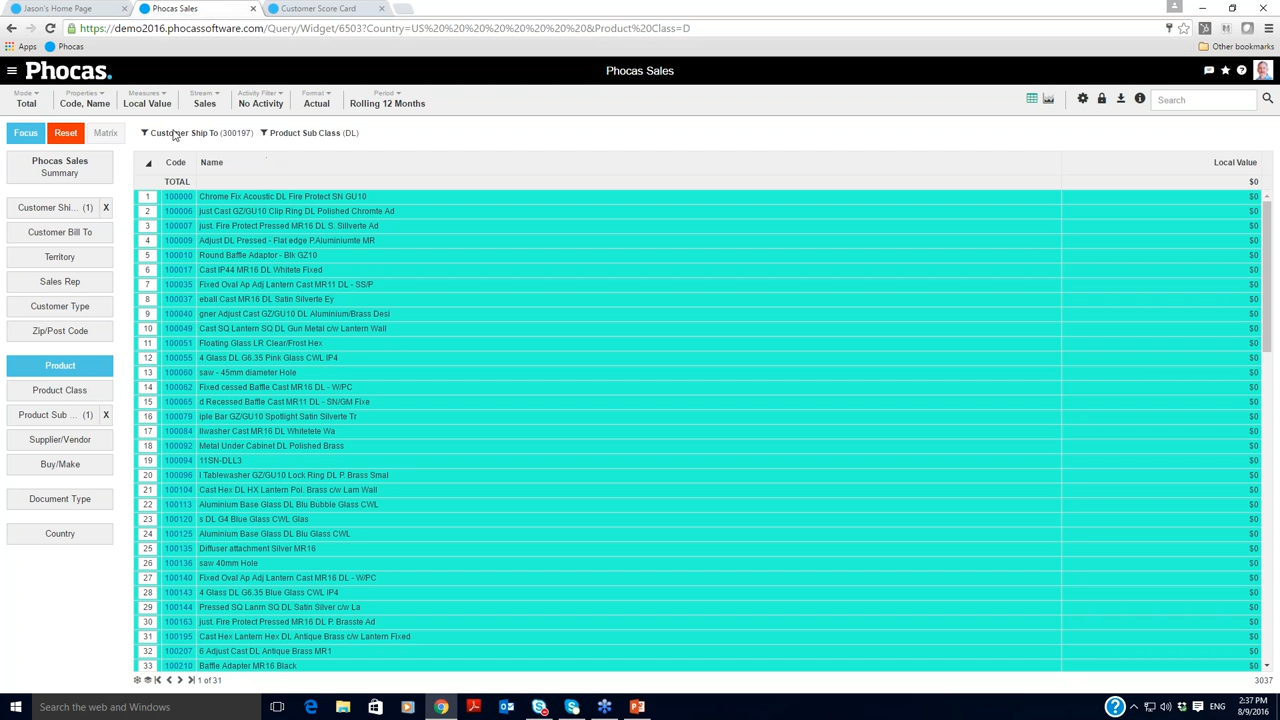 Jason's Home Page
Phocas Sales
Customer Score Card
https://demo2016.phocassoftware.com/Query/Widget/6503?Country=US%20%20%20%20%20%20%20%20&Product Class=D
Apps
Phocas
Other bookmarks
Phocas.
Phocas Sales
Mode
Total
Properties
Code, Name
Measures
Local Value
Stream
Sales
Activity Filter
No Activity
Format
Actual
Period
Rolling 12 Months
Search
Focus
Reset
Matrix
Customer Ship To (300197)
Product Sub Class (DL)
Phocas Sales
Summary
Customer Shi... (1) X
Customer Bill To
Territory
Sales Rep
Customer Type
Zip/Post Code
Product
Product Class
Product Sub ... (1) X
Supplier/Vendor
Buy/Make
Document Type
Country
Code Name Local Value
TOTAL $0
1 100000 Chrome Fix Acoustic DL Fire Protect SN GU10 $0
2 100006 just Cast GZ/GU10 Clip Ring DL Polished Chromte Ad $0
3 100007 just. Fire Protect Pressed MR16 DL S. Sillverte Ad $0
4 100009 Adjust DL Pressed - Flat edge P.Aluminiumte MR $0
5 100010 Round Baffle Adaptor - Blk GZ10 $0
6 100017 Cast IP44 MR16 DL Whitete Fixed $0
7 100035 Fixed Oval Ap Adj Lantern Cast MR11 DL - SS/P $0
8 100037 eball Cast MR16 DL Satin Silverte Ey $0
9 100040 gner Adjust Cast GZ/GU10 DL Aluminium/Brass Desi $0
10 100049 Cast SQ Lantern SQ DL Gun Metal c/w Lantern Wall $0
11 100051 Floating Glass LR Clear/Frost Hex $0
12 100055 4 Glass DL G6.35 Pink Glass CWL IP4 $0
13 100060 saw - 45mm diameter Hole $0
14 100062 Fixed cessed Baffle Cast MR16 DL - W/PC $0
15 100065 d Recessed Baffle Cast MR11 DL - SN/GM Fixe $0
16 100079 iple Bar GZ/GU10 Spotlight Satin Silverte Tr $0
17 100084 llwasher Cast MR16 DL Whitetete Wa $0
18 100092 Metal Under Cabinet DL Polished Brass $0
19 100094 11SN-DLL3 $0
20 100096 l Tablewasher GZ/GU10 Lock Ring DL P. Brass Smal $0
21 100104 Cast Hex DL HX Lantern Pol. Brass c/w Lam Wall $0
22 100113 Aluminium Base Glass DL Blu Bubble Glass CWL $0
23 100120 s DL G4 Blue Glass CWL Glas $0
24 100125 Aluminium Base Glass DL Blu Glass CWL $0
25 100135 Diffuser attachment Silver MR16 $0
26 100136 saw 40mm Hole $0
27 100140 Fixed Oval Ap Adj Lantern Cast MR16 DL - W/PC $0
28 100143 4 Glass DL G6.35 Blue Glass CWL IP4 $0
29 100144 Pressed SQ Lanrn SQ DL Satin Silver c/w La $0
30 100163 just. Fire Protect Pressed MR16 DL P. Brasste Ad $0
31 100195 Cast Hex Lantern Hex DL Antique Brass c/w Lantern Fixed $0
32 100207 6 Adjust Cast DL Antique Brass MR1 $0
33 100210 Baffle Adapter MR16 Black $0
1 of 31
3037
Search the web and Windows
ENG
2:37 PM
8/9/2016